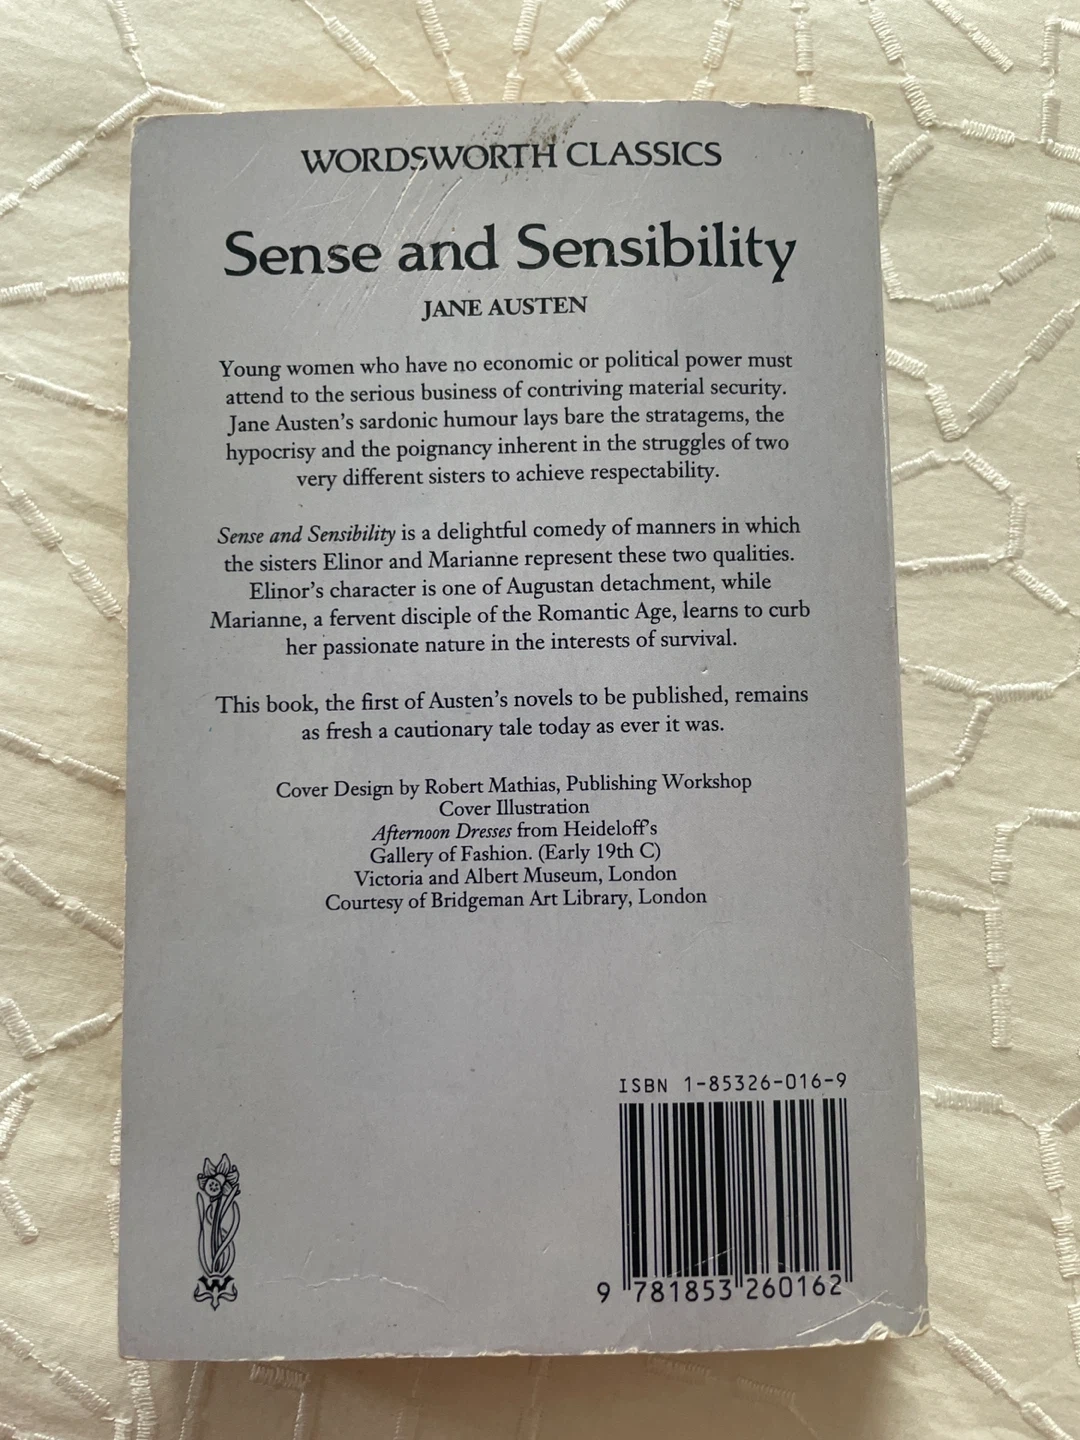 WORDSWORTH CLASSICS
Sense and Sensibility
JANE AUSTEN
Young women who have no economic or political power must
attend to the serious business of contriving material security.
Jane Austen's sardonic humour lays bare the stratagems, the
hypocrisy and the poignancy inherent in the struggles of two
very different sisters to achieve respectability.
Sense and Sensibility is a delightful comedy of manners in which
the sisters Elinor and Marianne represent these two qualities.
Elinor's character is one of Augustan detachment, while
Marianne, a fervent disciple of the Romantic Age, learns to curb
her passionate nature in the interests of survival.
This book, the first of Austen's novels to be published, remains
as fresh a cautionary tale today as ever it was.
Cover Design by Robert Mathias, Publishing Workshop
Cover Illustration
Afternoon Dresses from Heideloff's
Gallery of Fashion. (Early 19th C)
Victoria and Albert Museum, London
Courtesy of Bridgeman Art Library, London
ISBN 1-85326-016-9
W
9 781853 260162